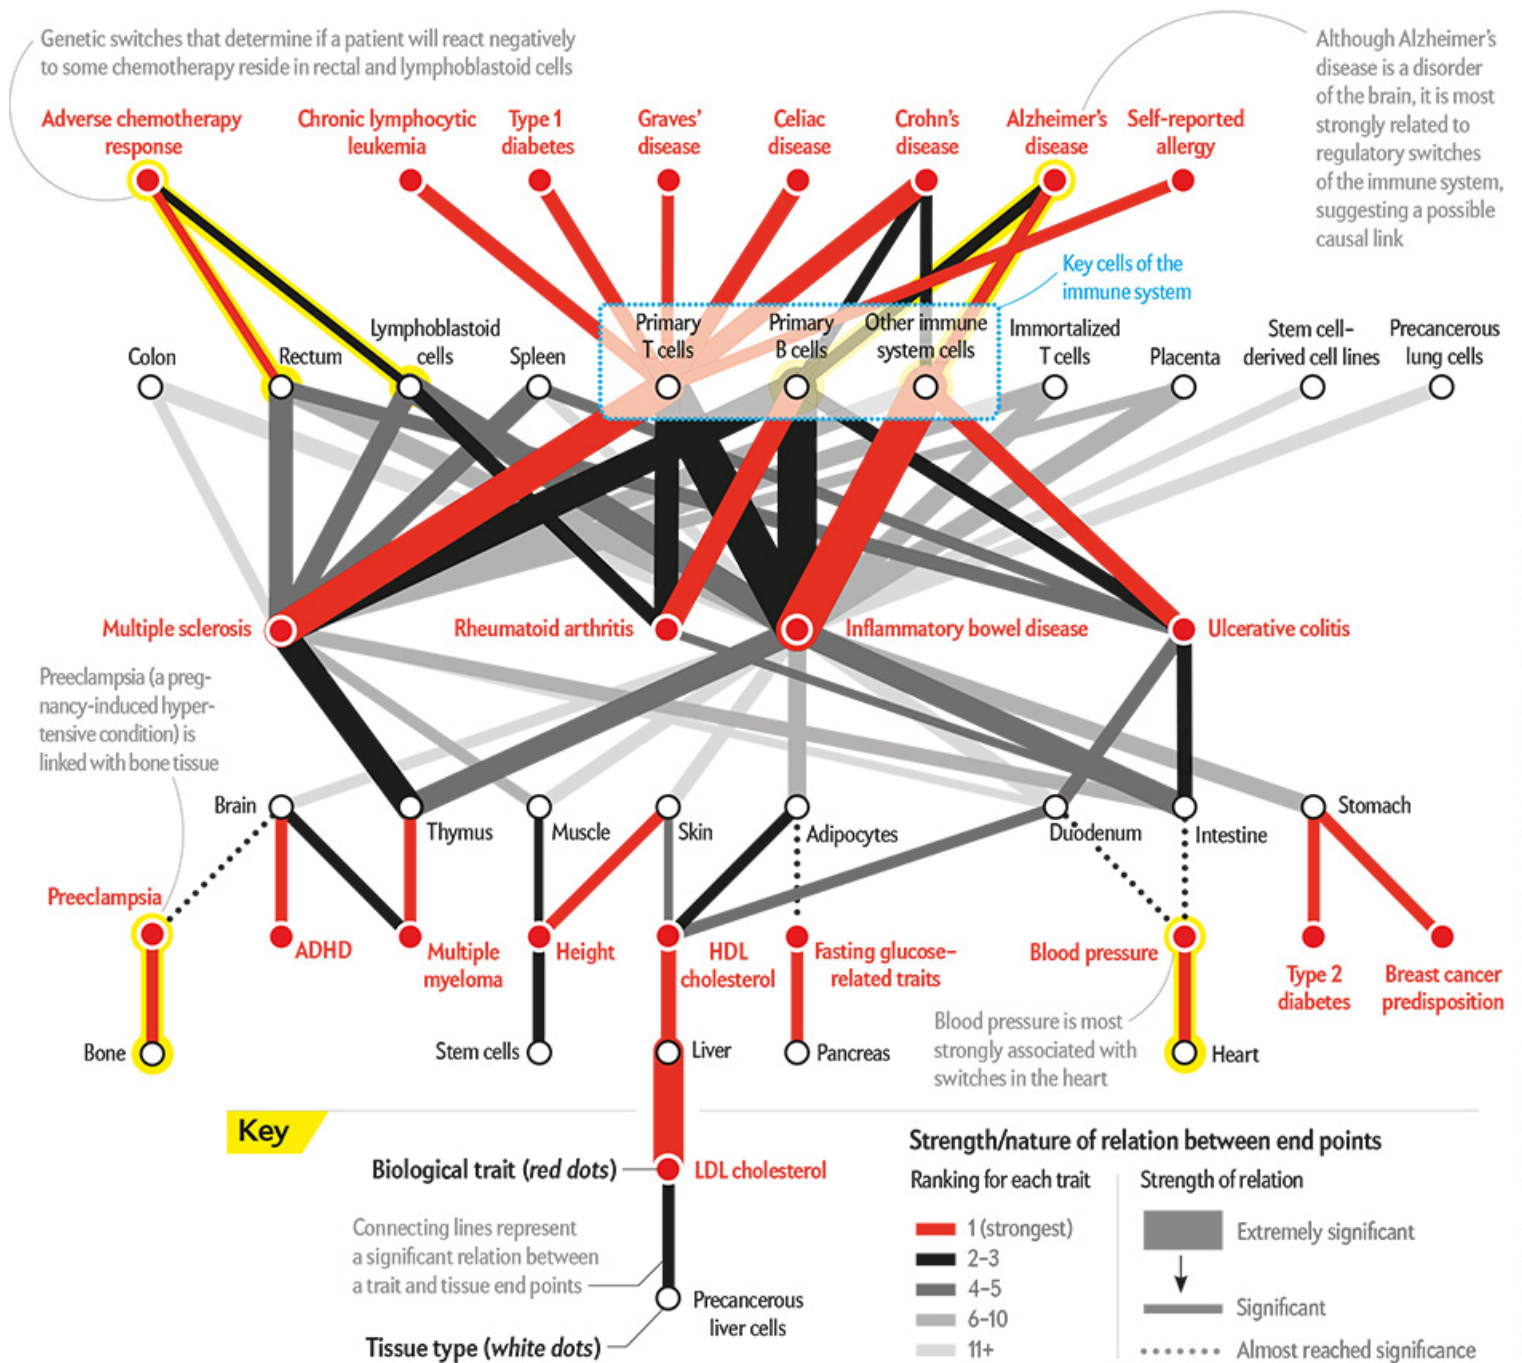 Genetic switches that determine if a patient will react negatively
to some chemotherapy reside in rectal and lymphoblastoid cells
Although Alzheimer's
disease is a disorder
of the brain, it is most
strongly related to
regulatory switches
of the immune system,
suggesting a possible
causal link
Adverse chemotherapy
response
Chronic lymphocytic
leukemia
Type 1
diabetes
Graves'
disease
Celiac
disease
Crohn's
disease
Alzheimer's
disease
Self-reported
allergy
Key cells of the
immune system
Colon
Rectum
Lymphoblastoid
cells
Spleen
Primary
T cells
Primary
B cells
Other immune
system cells
Immortalized
T cells
Placenta
Stem cell–
derived cell lines
Precancerous
lung cells
Multiple sclerosis
Rheumatoid arthritis
Inflammatory bowel disease
Ulcerative colitis
Preeclampsia (a preg-
nancy-induced hyper-
tensive condition) is
linked with bone tissue
Brain
Thymus
Muscle
Skin
Adipocytes
Duodenum
Intestine
Stomach
Preeclampsia
ADHD
Multiple
myeloma
Height
HDL
cholesterol
Fasting glucose–
related traits
Blood pressure
Type 2
diabetes
Breast cancer
predisposition
Blood pressure is most
strongly associated with
switches in the heart
Bone
Stem cells
Liver
Pancreas
Heart
Key
Biological trait (red dots)
LDL cholesterol
Connecting lines represent
a significant relation between
a trait and tissue end points
Precancerous
liver cells
Tissue type (white dots)
Strength/nature of relation between end points
Ranking for each trait
1 (strongest)
2–3
4–5
6–10
11+
Strength of relation
Extremely significant
Significant
Almost reached significance